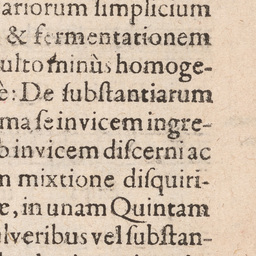 ariorum ſimplicium
& fermentationem
ulto minùs homoge-
è: De ſubſtantiarum
ma ſe invicem ingre-
b invicem diſcerni ac
n mixtione diſquiri-
æ, in unam Quintam
lveribus vel ſubſtan-